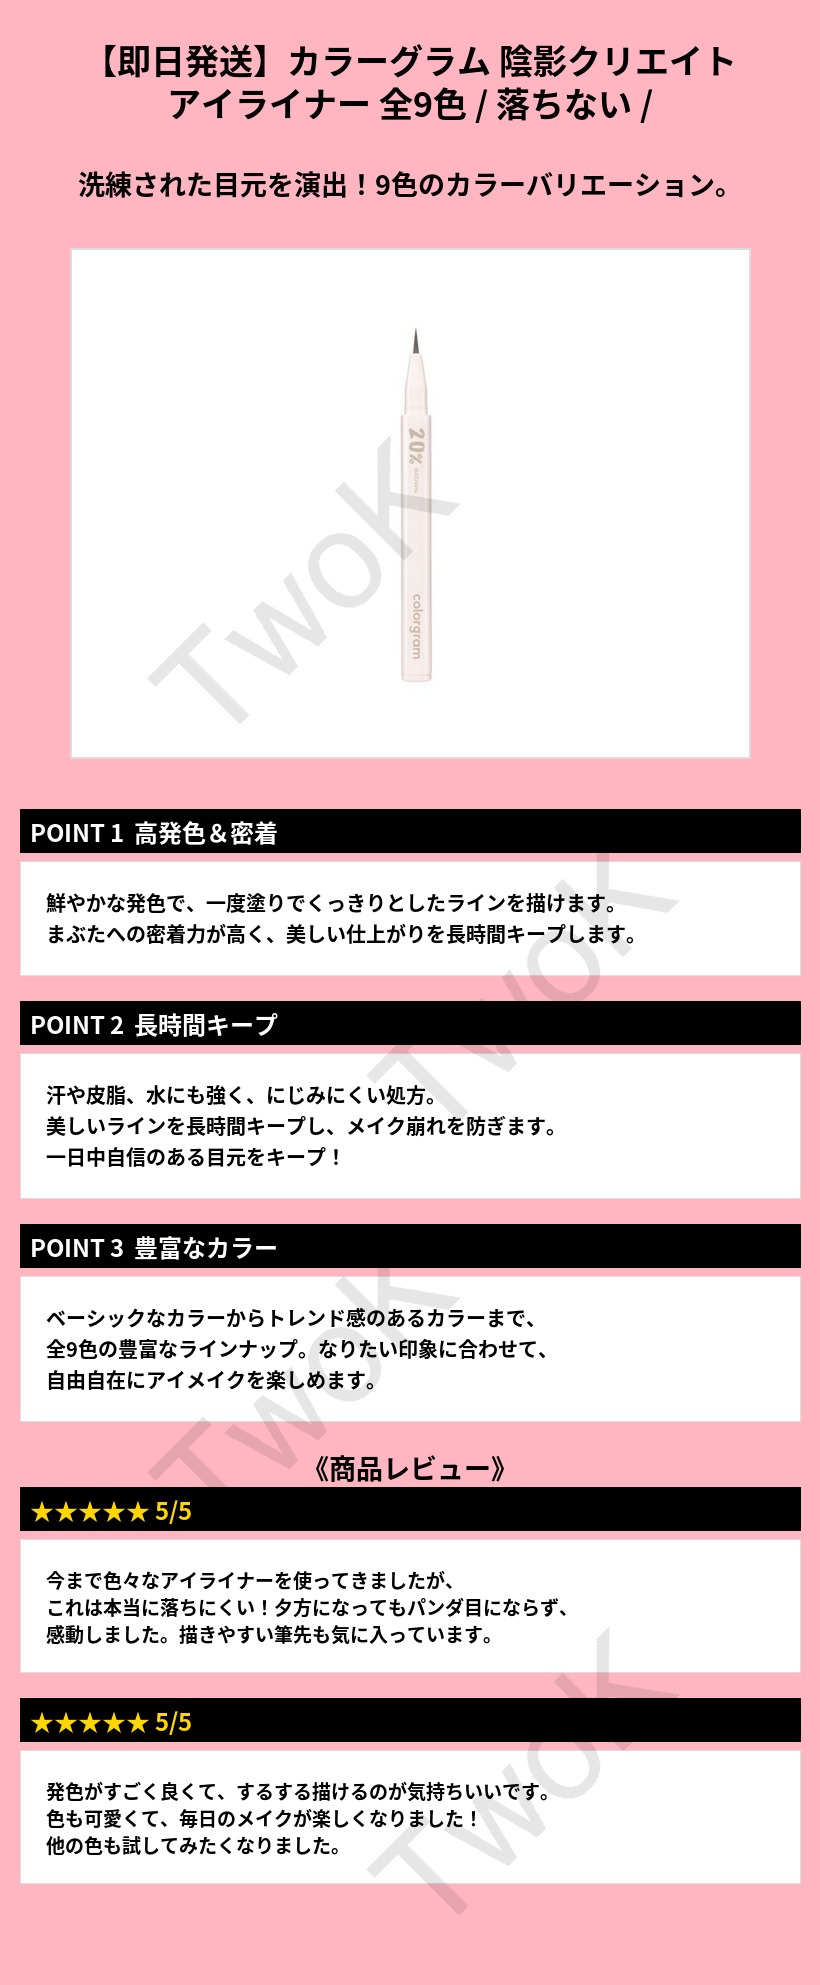 【即日発送】カラーグラム 陰影クリエイト
アイライナー 全9色 / 落ちない /
洗練された目元を演出！9色のカラーバリエーション。
20% BROWN
colorgram
TwoK
POINT 1 高発色＆密着
鮮やかな発色で、一度塗りでくっきりとしたラインを描けます。
まぶたへの密着力が高く、美しい仕上がりを長時間キープします。
TwoK
POINT 2 長時間キープ
汗や皮脂、水にも強く、にじみにくい処方。
美しいラインを長時間キープし、メイク崩れを防ぎます。
一日中自信のある目元をキープ！
POINT 3 豊富なカラー
ベーシックなカラーからトレンド感のあるカラーまで、
全9色の豊富なラインナップ。なりたい印象に合わせて、
自由自在にアイメイクを楽しめます。
TwoK
《商品レビュー》
★★★★★ 5/5
今まで色々なアイライナーを使ってきましたが、
これは本当に落ちにくい！夕方になってもパンダ目にならず、
感動しました。描きやすい筆先も気に入っています。
★★★★★ 5/5
発色がすごく良くて、するする描けるのが気持ちいいです。
色も可愛くて、毎日のメイクが楽しくなりました！
他の色も試してみたくなりました。
TwoK